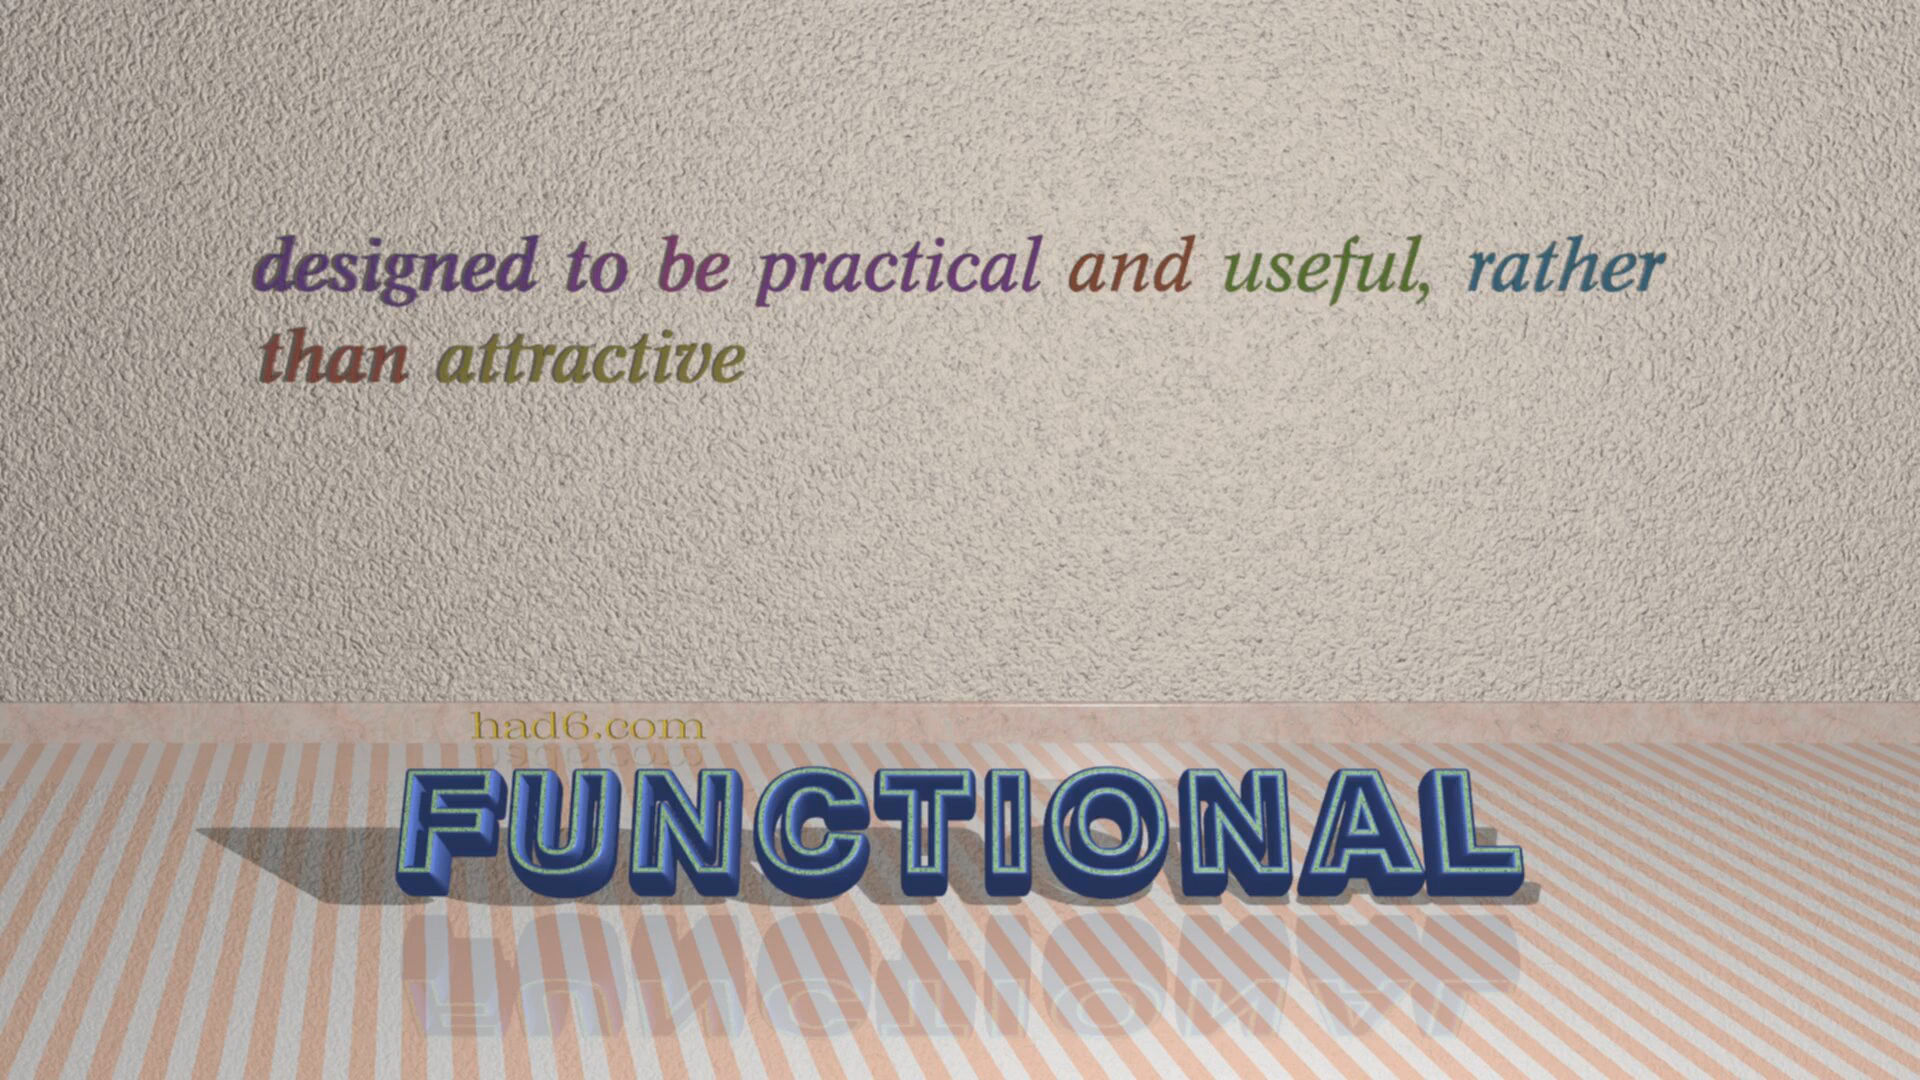 designed to be practical and useful, rather
than attractive
had6.com
FUNCTIONAL